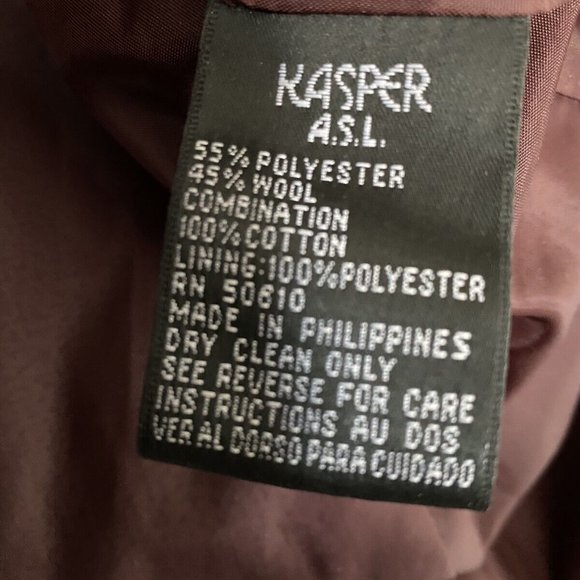 KASPER
A.S.L.
55% POLYESTER
45% WOOL
COMBINATION
100% COTTON
LINING:100% POLYESTER
RN 50610
MADE IN PHILIPPINES
DRY CLEAN ONLY
SEE REVERSE FOR CARE
INSTRUCTIONS AU DOS
VER AL DORSO PARA CUIDADO